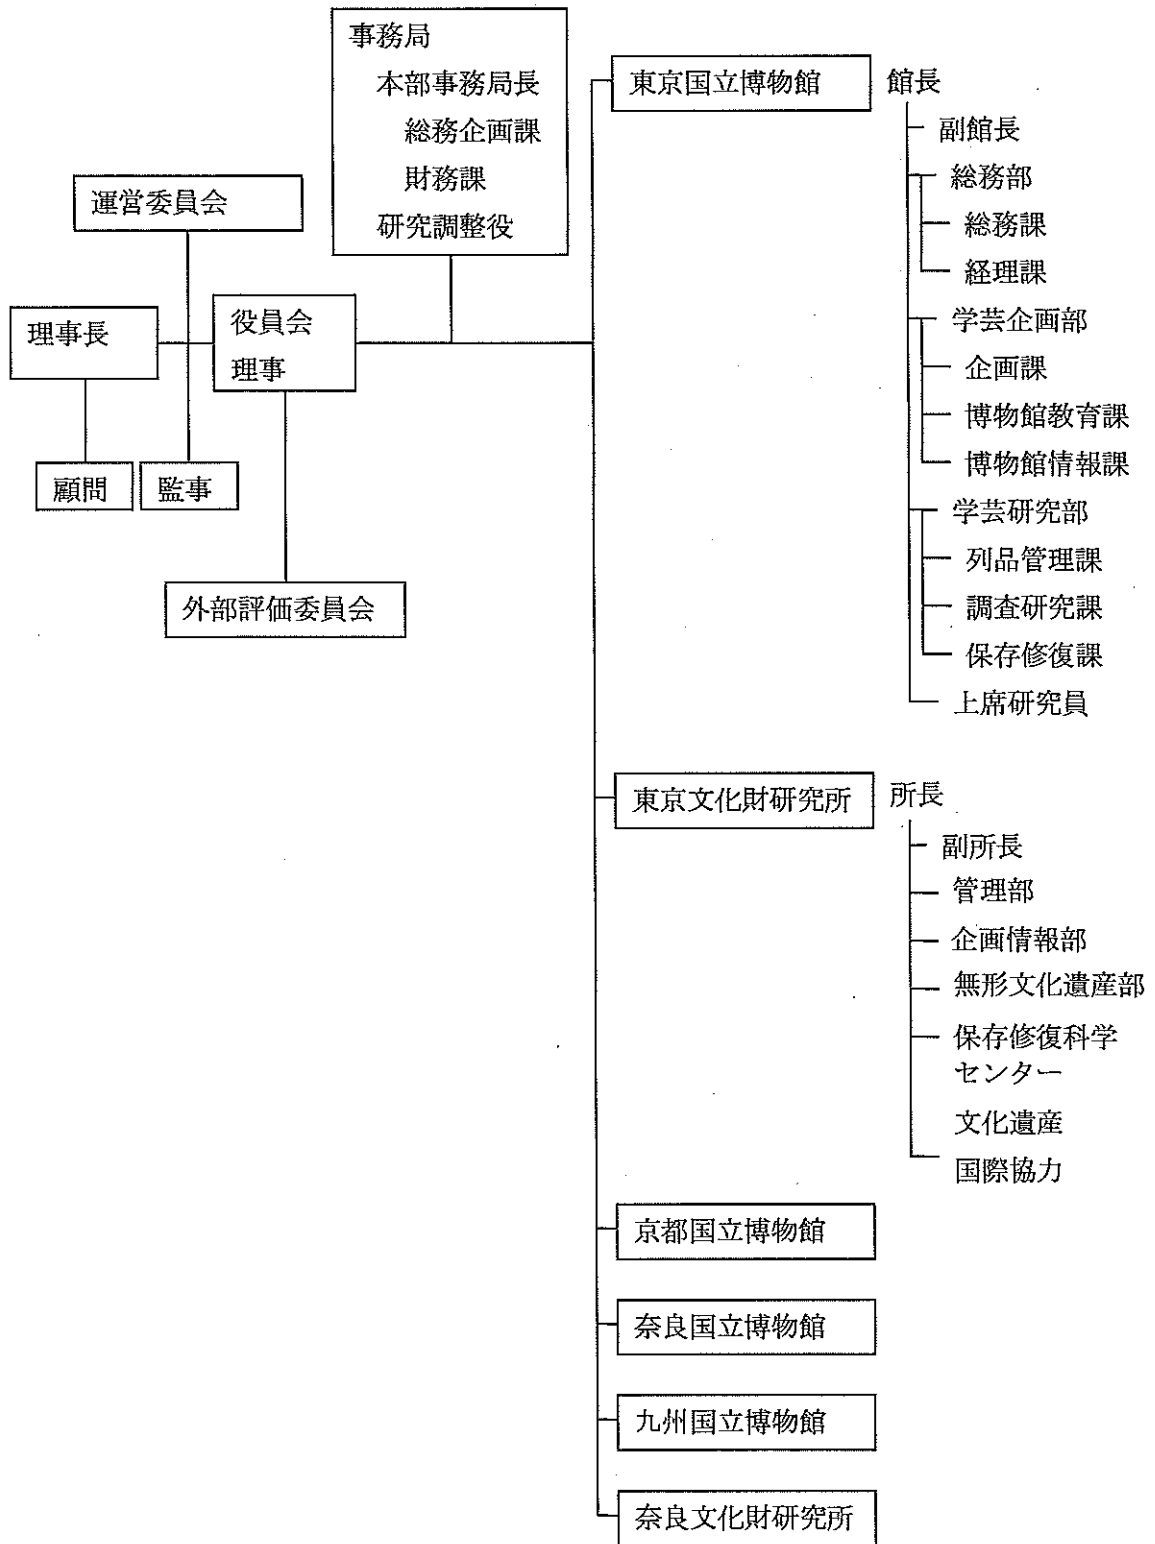 事務局
本部事務局長
総務企画課
財務課
研究調整役
運営委員会
理事長
役員会
理事
顧問
監事
外部評価委員会
東京国立博物館
館長
副館長
総務部
総務課
経理課
学芸企画部
企画課
博物館教育課
博物館情報課
学芸研究部
列品管理課
調査研究課
保存修復課
上席研究員
東京文化財研究所
所長
副所長
管理部
企画情報部
無形文化遺産部
保存修復科学
センター
文化遺産
国際協力
京都国立博物館
奈良国立博物館
九州国立博物館
奈良文化財研究所